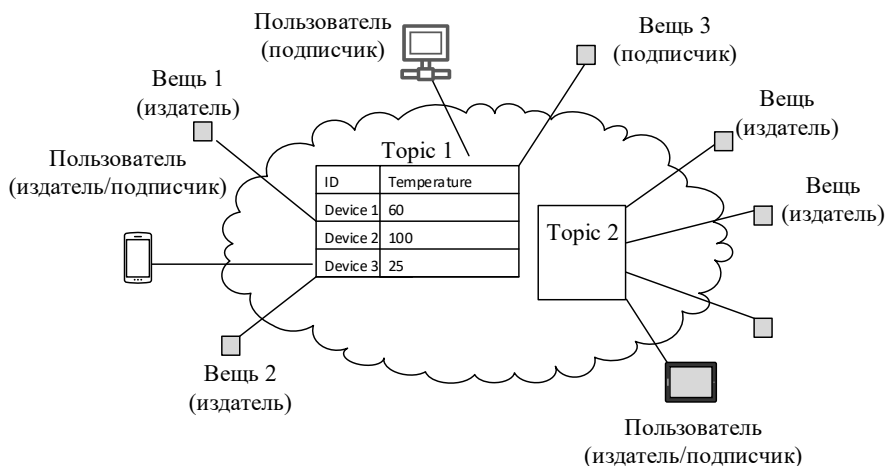 Пользователь
(подписчик)
Вещь 3
(подписчик)
Вещь 1
(издатель)
Вещь
(издатель)
Пользователь
(издатель/подписчик)
Topic 1
ID Temperature
Device 1 60
Device 2 100
Device 3 25
Topic 2
Вещь
(издатель)
Вещь 2
(издатель)
Пользователь
(издатель/подписчик)